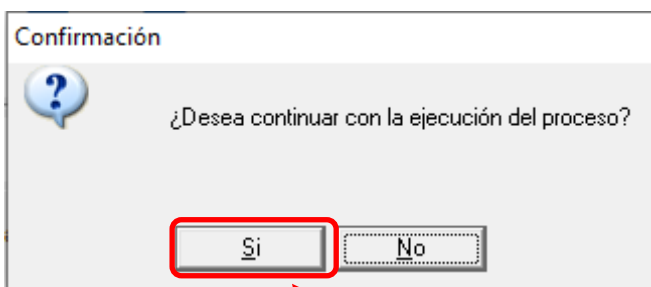 Confirmación
¿Desea continuar con la ejecución del proceso?
Si No